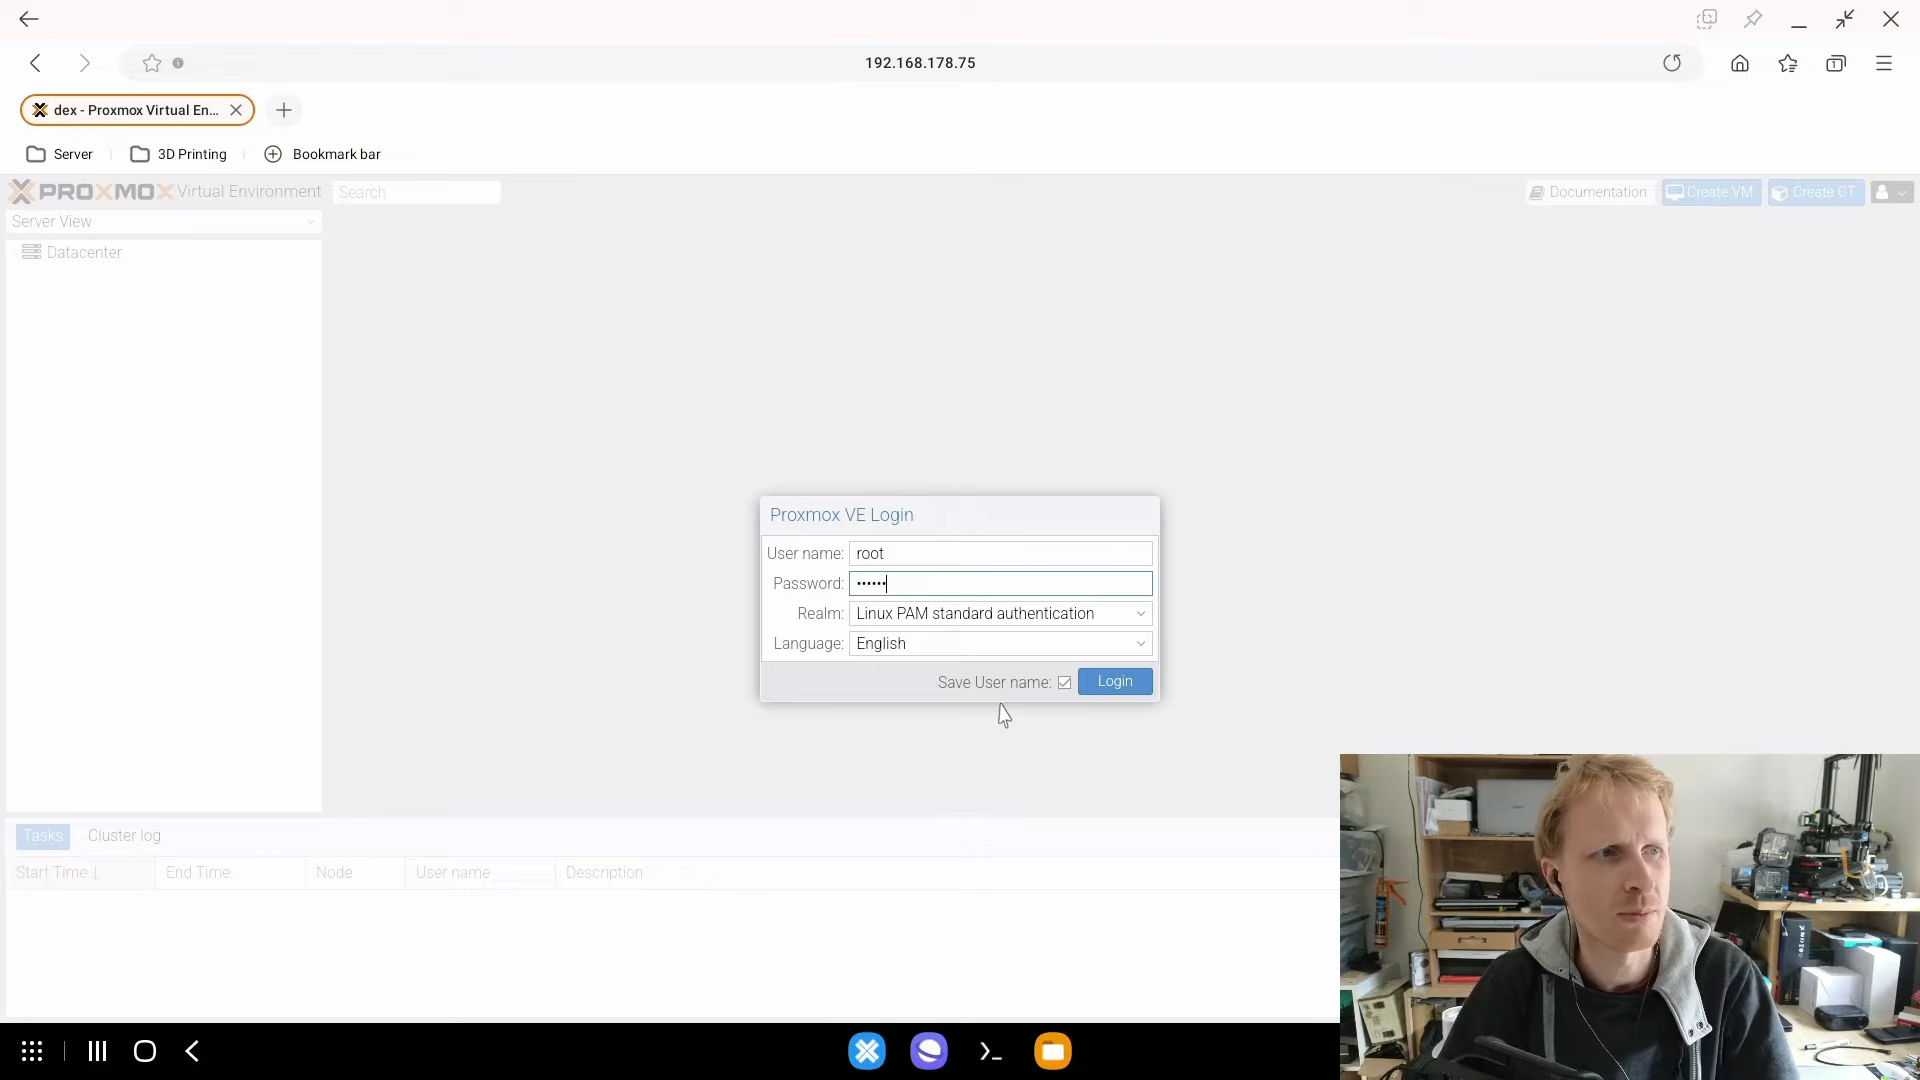 192.168.178.75
dex - Proxmox Virtual En...
Server
3D Printing
Bookmark bar
PROXMOX Virtual Environment
Search
Documentation
Create VM
Create CT
Server View
Datacenter
Proxmox VE Login
User name: root
Password: ••••••
Realm: Linux PAM standard authentication
Language: English
Save User name:
Login
Tasks
Cluster log
Start Time ↓
End Time
Node
User name
Description